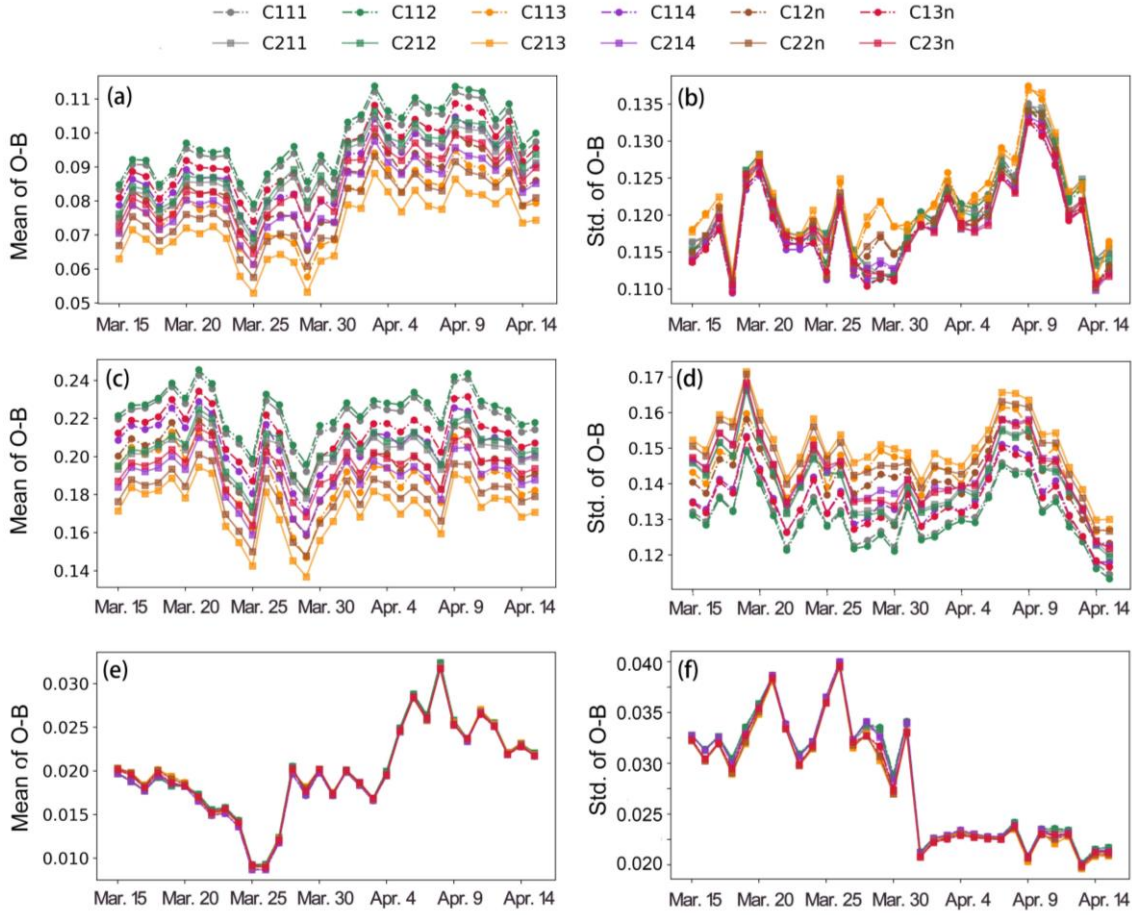 C111 C112 C113 C114 C12n C13n
C211 C212 C213 C214 C22n C23n
(a)
Mean of O-B
0.11
0.10
0.09
0.08
0.07
0.06
0.05
Mar. 15 Mar. 20 Mar. 25 Mar. 30 Apr. 4 Apr. 9 Apr. 14
(b)
Std. of O-B
0.135
0.130
0.125
0.120
0.115
0.110
Mar. 15 Mar. 20 Mar. 25 Mar. 30 Apr. 4 Apr. 9 Apr. 14
(c)
Mean of O-B
0.24
0.22
0.20
0.18
0.16
0.14
Mar. 15 Mar. 20 Mar. 25 Mar. 30 Apr. 4 Apr. 9 Apr. 14
(d)
Std. of O-B
0.17
0.16
0.15
0.14
0.13
0.12
Mar. 15 Mar. 20 Mar. 25 Mar. 30 Apr. 4 Apr. 9 Apr. 14
(e)
Mean of O-B
0.030
0.025
0.020
0.015
0.010
Mar. 15 Mar. 20 Mar. 25 Mar. 30 Apr. 4 Apr. 9 Apr. 14
(f)
Std. of O-B
0.040
0.035
0.030
0.025
0.020
Mar. 15 Mar. 20 Mar. 25 Mar. 30 Apr. 4 Apr. 9 Apr. 14